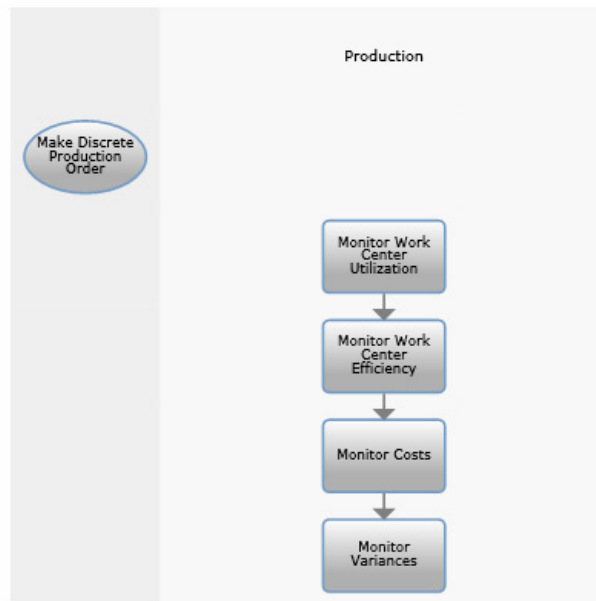 Production
Make Discrete
Production
Order
Monitor Work
Center
Utilization
Monitor Work
Center
Efficiency
Monitor Costs
Monitor
Variances